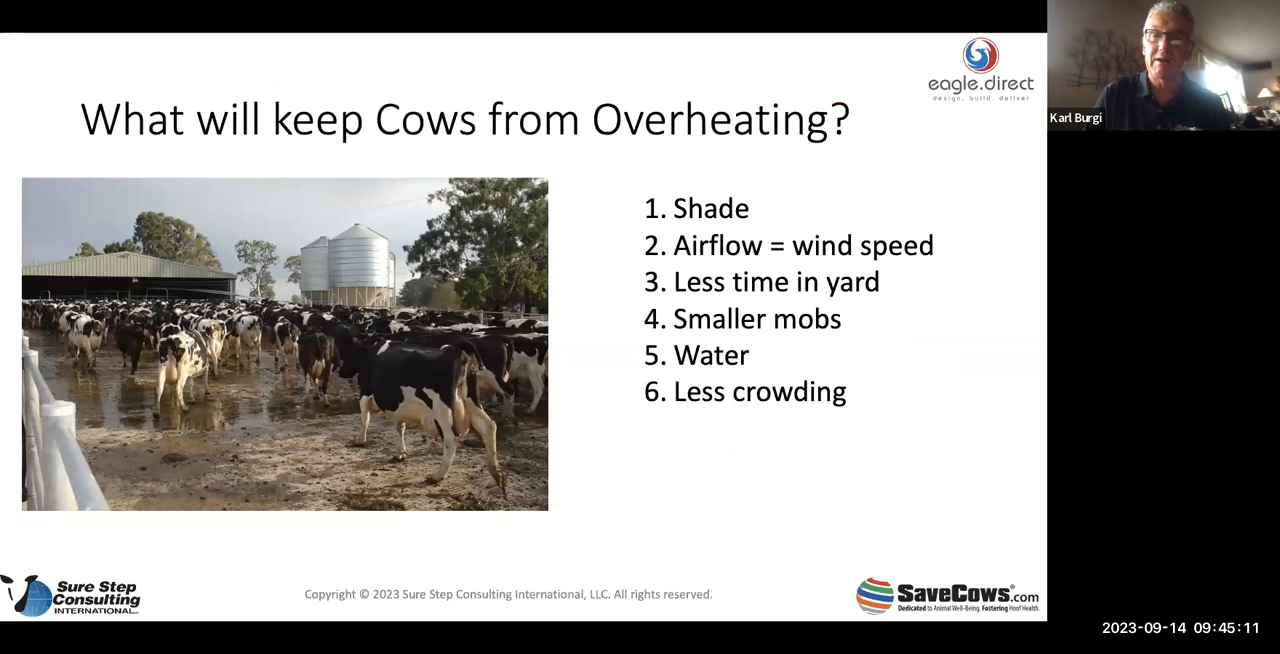 eagle.direct
design. build. deliver
Karl Burgi
What will keep Cows from Overheating?
1. Shade
2. Airflow = wind speed
3. Less time in yard
4. Smaller mobs
5. Water
6. Less crowding
Sure Step
Consulting
INTERNATIONAL
Copyright © 2023 Sure Step Consulting International, LLC. All rights reserved.
SaveCows®.com
Dedicated to Animal Well-Being. Fostering Hoof Health.
2023-09-14 09:45:11